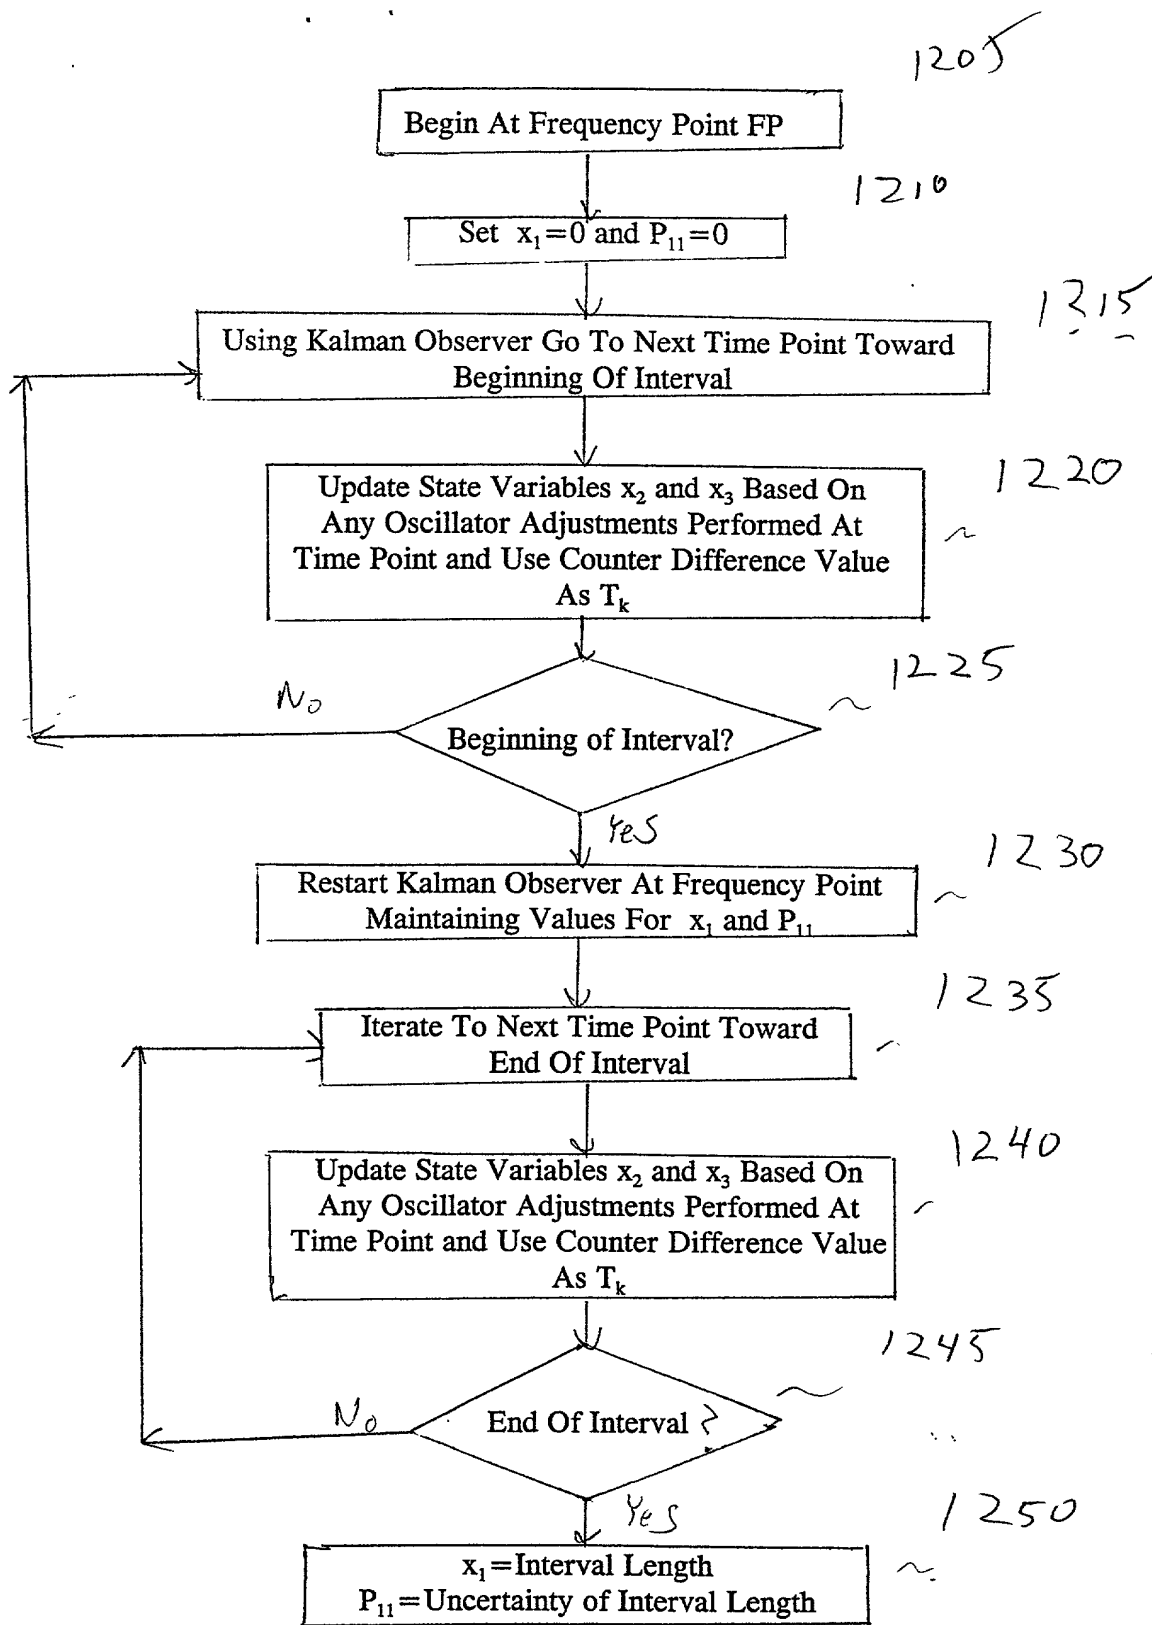 1205
Begin At Frequency Point FP
1210
Set x₁=0 and P₁₁=0
1215
Using Kalman Observer Go To Next Time Point Toward
Beginning Of Interval
1220
Update State Variables x₂ and x₃ Based On
Any Oscillator Adjustments Performed At
Time Point and Use Counter Difference Value
As Tₖ
1225
No
Beginning of Interval?
Yes
1230
Restart Kalman Observer At Frequency Point
Maintaining Values For x₁ and P₁₁
1235
Iterate To Next Time Point Toward
End Of Interval
1240
Update State Variables x₂ and x₃ Based On
Any Oscillator Adjustments Performed At
Time Point and Use Counter Difference Value
As Tₖ
1245
No
End Of Interval ?
Yes
1250
x₁=Interval Length
P₁₁=Uncertainty of Interval Length